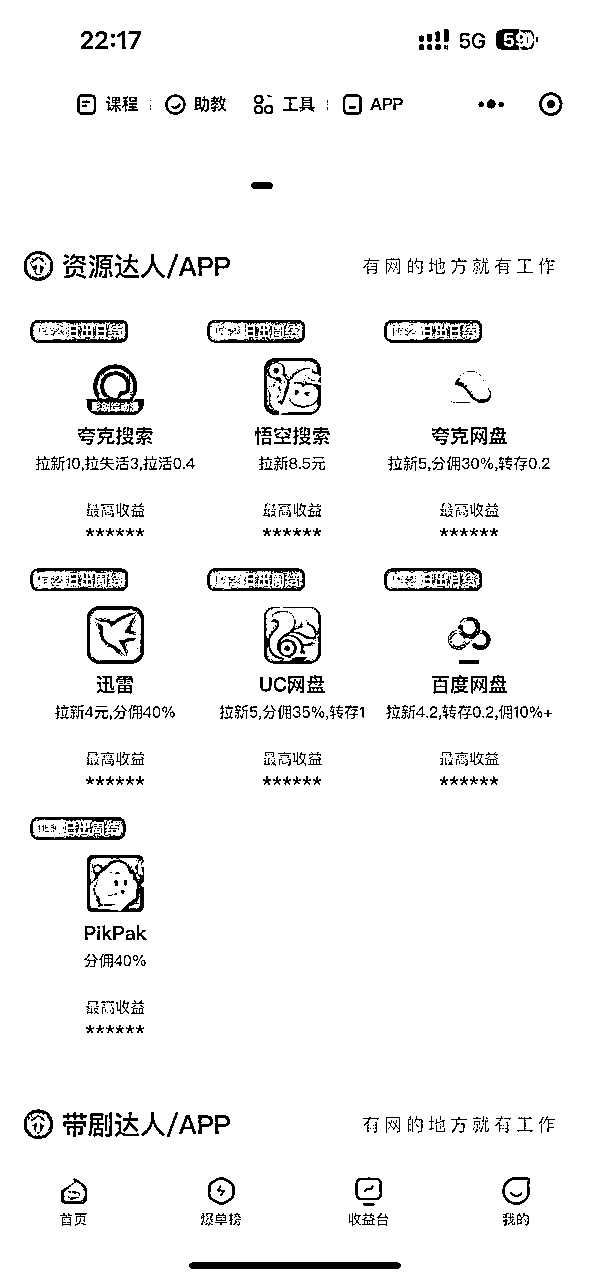 22:17
5G 59
课程 助教 工具 APP
资源达人/APP 有网的地方就有工作
夸克搜索 悟空搜索 夸克网盘
拉新10,拉失活3,拉活0.4 拉新8.5元 拉新5,分佣30%,转存0.2
最高收益 最高收益 最高收益
****** ****** ******
迅雷 UC网盘 百度网盘
拉新4元,分佣40% 拉新5,分佣35%,转存1 拉新4.2,转存0.2,佣10%+
最高收益 最高收益 最高收益
****** ****** ******
PikPak
分佣40%
最高收益
******
带剧达人/APP 有网的地方就有工作
首页 爆单榜 收益台 我的